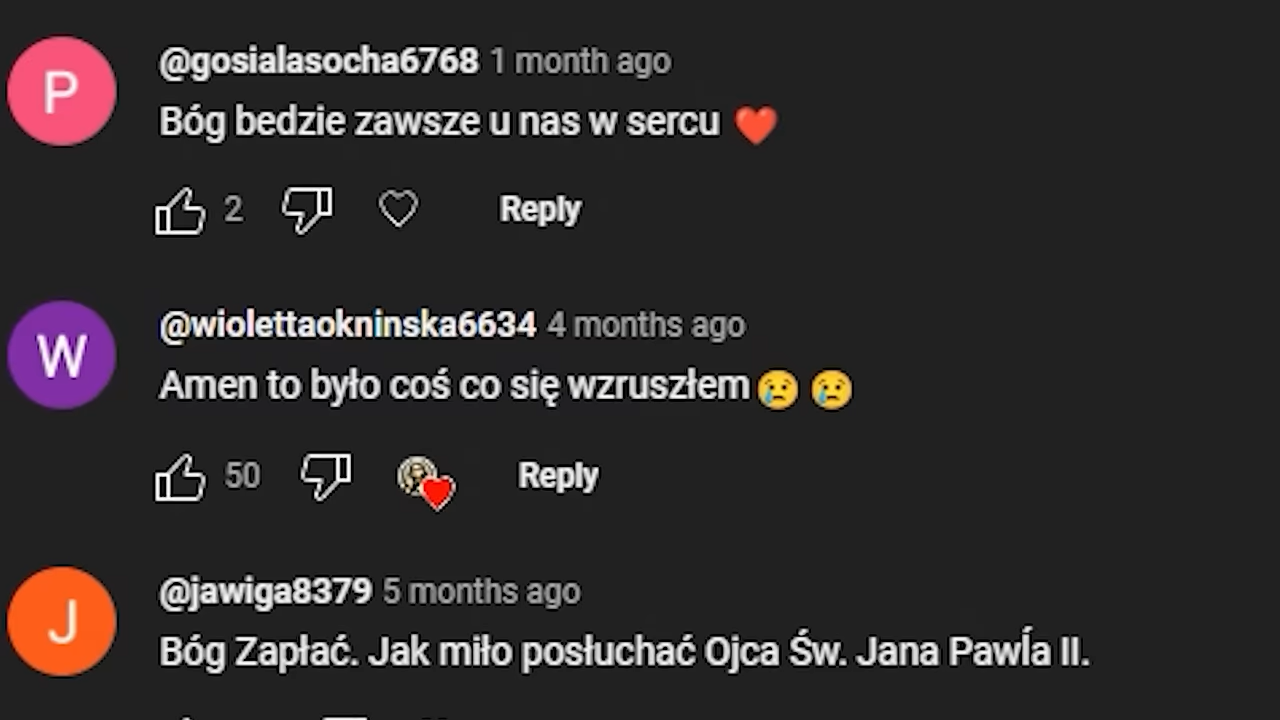 P
@gosialasocha6768 1 month ago
Bóg bedzie zawsze u nas w sercu ❤️
2 Reply
W
@wiolettaokninska6634 4 months ago
Amen to było coś co się wzruszłem😢 😢
50 Reply
J
@jawiga8379 5 months ago
Bóg Zapłać. Jak miło posłuchać Ojca Św. Jana Pawĺa II.